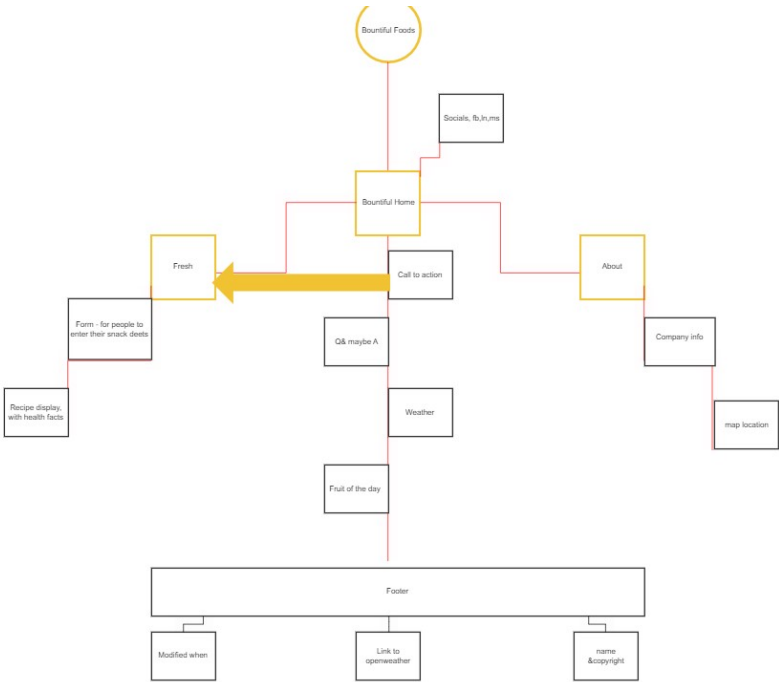 Bountiful Foods
Socials, fb,ln,ms
Bountiful Home
Fresh
Call to action
About
Form - for people to
enter their snack deets
Q& maybe A
Company info
Recipe display,
with health facts
Weather
map location
Fruit of the day
Footer
Modified when
Link to
openweather
name
&copyright